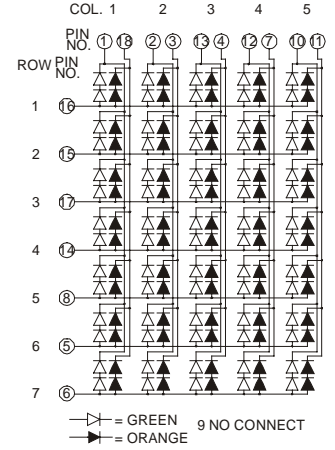 COL. 1 2 3 4 5
PIN NO. 1 18 2 3 13 4 12 7 10 11
ROW PIN NO.
1 16
2 15
3 17
4 14
5 8
6 5
7 6
= GREEN 9 NO CONNECT
= ORANGE